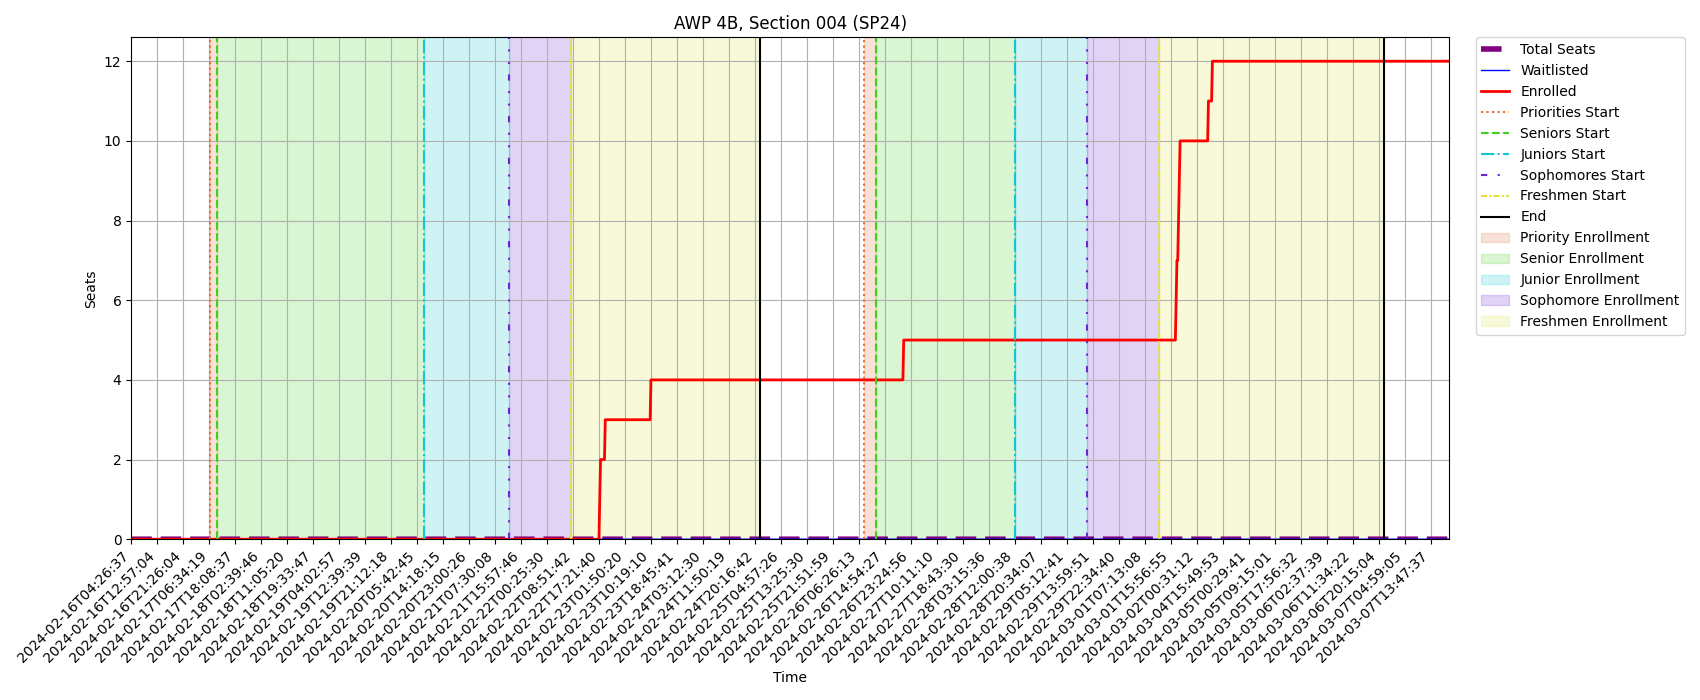 AWP 4B, Section 004 (SP24)
Total Seats
Waitlisted
Enrolled
Priorities Start
Seniors Start
Juniors Start
Sophomores Start
Freshmen Start
End
Priority Enrollment
Senior Enrollment
Junior Enrollment
Sophomore Enrollment
Freshmen Enrollment
Seats
12
10
8
6
4
2
0
2024-02-16T04:26:37
2024-02-16T12:57:04
2024-02-16T21:26:04
2024-02-17T06:34:19
2024-02-17T18:08:37
2024-02-18T02:39:46
2024-02-18T11:05:20
2024-02-18T19:33:47
2024-02-19T04:02:57
2024-02-19T12:39:39
2024-02-19T21:12:18
2024-02-20T05:42:45
2024-02-20T14:18:15
2024-02-20T23:00:26
2024-02-21T07:30:08
2024-02-21T15:57:46
2024-02-22T00:25:30
2024-02-22T08:51:42
2024-02-22T17:21:40
2024-02-23T01:50:20
2024-02-23T10:19:10
2024-02-23T18:45:41
2024-02-24T03:12:30
2024-02-24T11:50:19
2024-02-24T20:16:42
2024-02-25T04:57:26
2024-02-25T13:25:30
2024-02-25T21:51:59
2024-02-26T06:26:13
2024-02-26T14:54:27
2024-02-26T23:24:56
2024-02-27T10:11:10
2024-02-27T18:43:30
2024-02-28T03:15:36
2024-02-28T12:00:38
2024-02-28T20:34:07
2024-02-29T05:12:41
2024-02-29T13:59:51
2024-02-29T22:34:40
2024-03-01T07:13:08
2024-03-01T15:56:55
2024-03-02T00:31:12
2024-03-04T15:49:53
2024-03-05T00:29:41
2024-03-05T09:15:01
2024-03-05T17:56:32
2024-03-06T02:37:39
2024-03-06T11:34:22
2024-03-06T20:15:04
2024-03-07T04:59:05
2024-03-07T13:47:37
Time